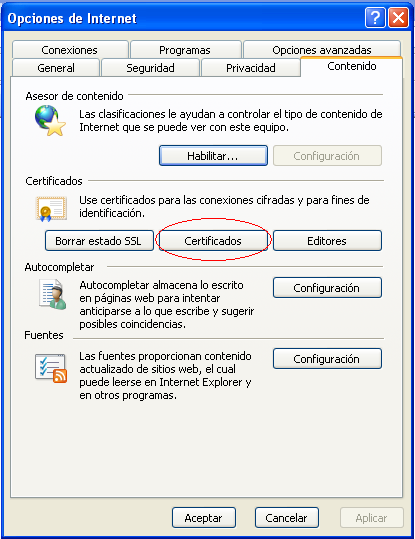 Opciones de Internet
Conexiones Programas Opciones avanzadas
General Seguridad Privacidad Contenido
Asesor de contenido
Las clasificaciones le ayudan a controlar el tipo de contenido de
Internet que se puede ver con este equipo.
Habilitar... Configuración
Certificados
Use certificados para las conexiones cifradas y para fines de
identificación.
Borrar estado SSL Certificados Editores
Autocompletar
Autocompletar almacena lo escrito
en páginas web para intentar
anticiparse a lo que escribe y sugerir
posibles coincidencias.
Configuración
Fuentes
Las fuentes proporcionan contenido
actualizado de sitios web, el cual
puede leerse en Internet Explorer y
en otros programas.
Configuración
Aceptar Cancelar Aplicar